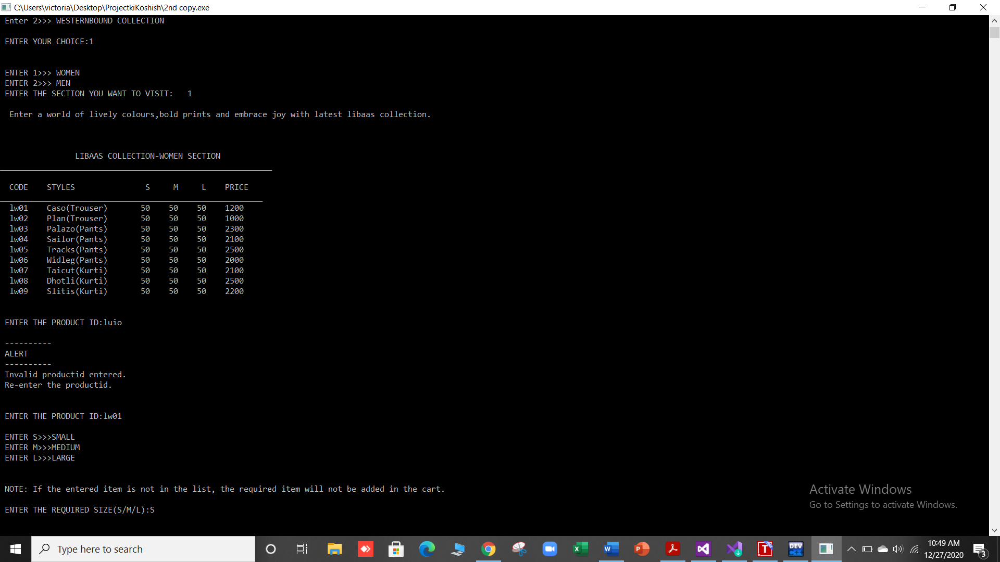 C:\Users\victoria\Desktop\ProjectkiKoshish\2nd copy.exe
Enter 2>>> WESTERNBOUND COLLECTION
ENTER YOUR CHOICE:1
ENTER 1>>> WOMEN
ENTER 2>>> MEN
ENTER THE SECTION YOU WANT TO VISIT: 1
Enter a world of lively colours,bold prints and embrace joy with latest libaas collection.
LIBAAS COLLECTION-WOMEN SECTION
CODE STYLES S M L PRICE
lw01 Caso(Trouser) 50 50 50 1200
lw02 Plan(Trouser) 50 50 50 1000
lw03 Palazo(Pants) 50 50 50 2300
lw04 Sailor(Pants) 50 50 50 2100
lw05 Tracks(Pants) 50 50 50 2500
lw06 Widleg(Pants) 50 50 50 2000
lw07 Taicut(Kurti) 50 50 50 2100
lw08 Dhotli(Kurti) 50 50 50 2500
lw09 Slitis(Kurti) 50 50 50 2200
ENTER THE PRODUCT ID:luio
----------
ALERT
----------
Invalid productid entered.
Re-enter the productid.
ENTER THE PRODUCT ID:lw01
ENTER S>>>SMALL
ENTER M>>>MEDIUM
ENTER L>>>LARGE
NOTE: If the entered item is not in the list, the required item will not be added in the cart.
ENTER THE REQUIRED SIZE(S/M/L):S
Activate Windows
Go to Settings to activate Windows.
Type here to search
DEV
C++
10:49 AM
12/27/2020
3